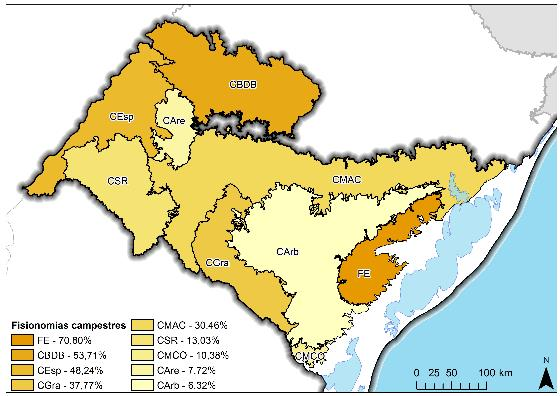 CBDB
CEsp
CAre
CSR
CMAC
CArb
CGra
FE
CMCO
Fisionomias campestres
FE - 70.80%
CBDB - 53,71%
CEsp - 48,24%
CGra - 37.77%
CMAC - 30.46%
CSR - 13.03%
CMCO - 10,38%
CAre - 7.72%
CArb - 6.32%
0 25 50 100 km
N